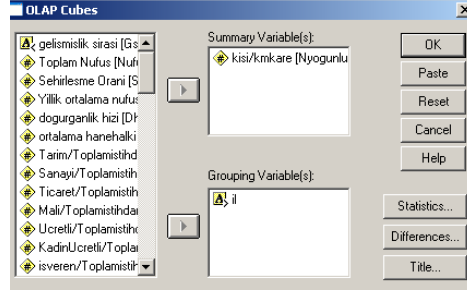 OLAP Cubes
gelismislik sirasi [Gs
Toplam Nufus [Nuf
Sehirlesme Orani [S
Yillik ortalama nufus
dogurganlik hizi [Dh
ortalama hanehalki
Tarim/Toplamistihd
Sanayi/Toplamistih
Ticaret/Toplamistih
Mali/Toplamistihdar
Ucretli/Toplamistihd
KadinUcretli/Toplar
isveren/Toplamistih
Summary Variable(s):
kisi/kmkare [Nyogunlu
Grouping Variable(s):
il
OK
Paste
Reset
Cancel
Help
Statistics...
Differences...
Title...